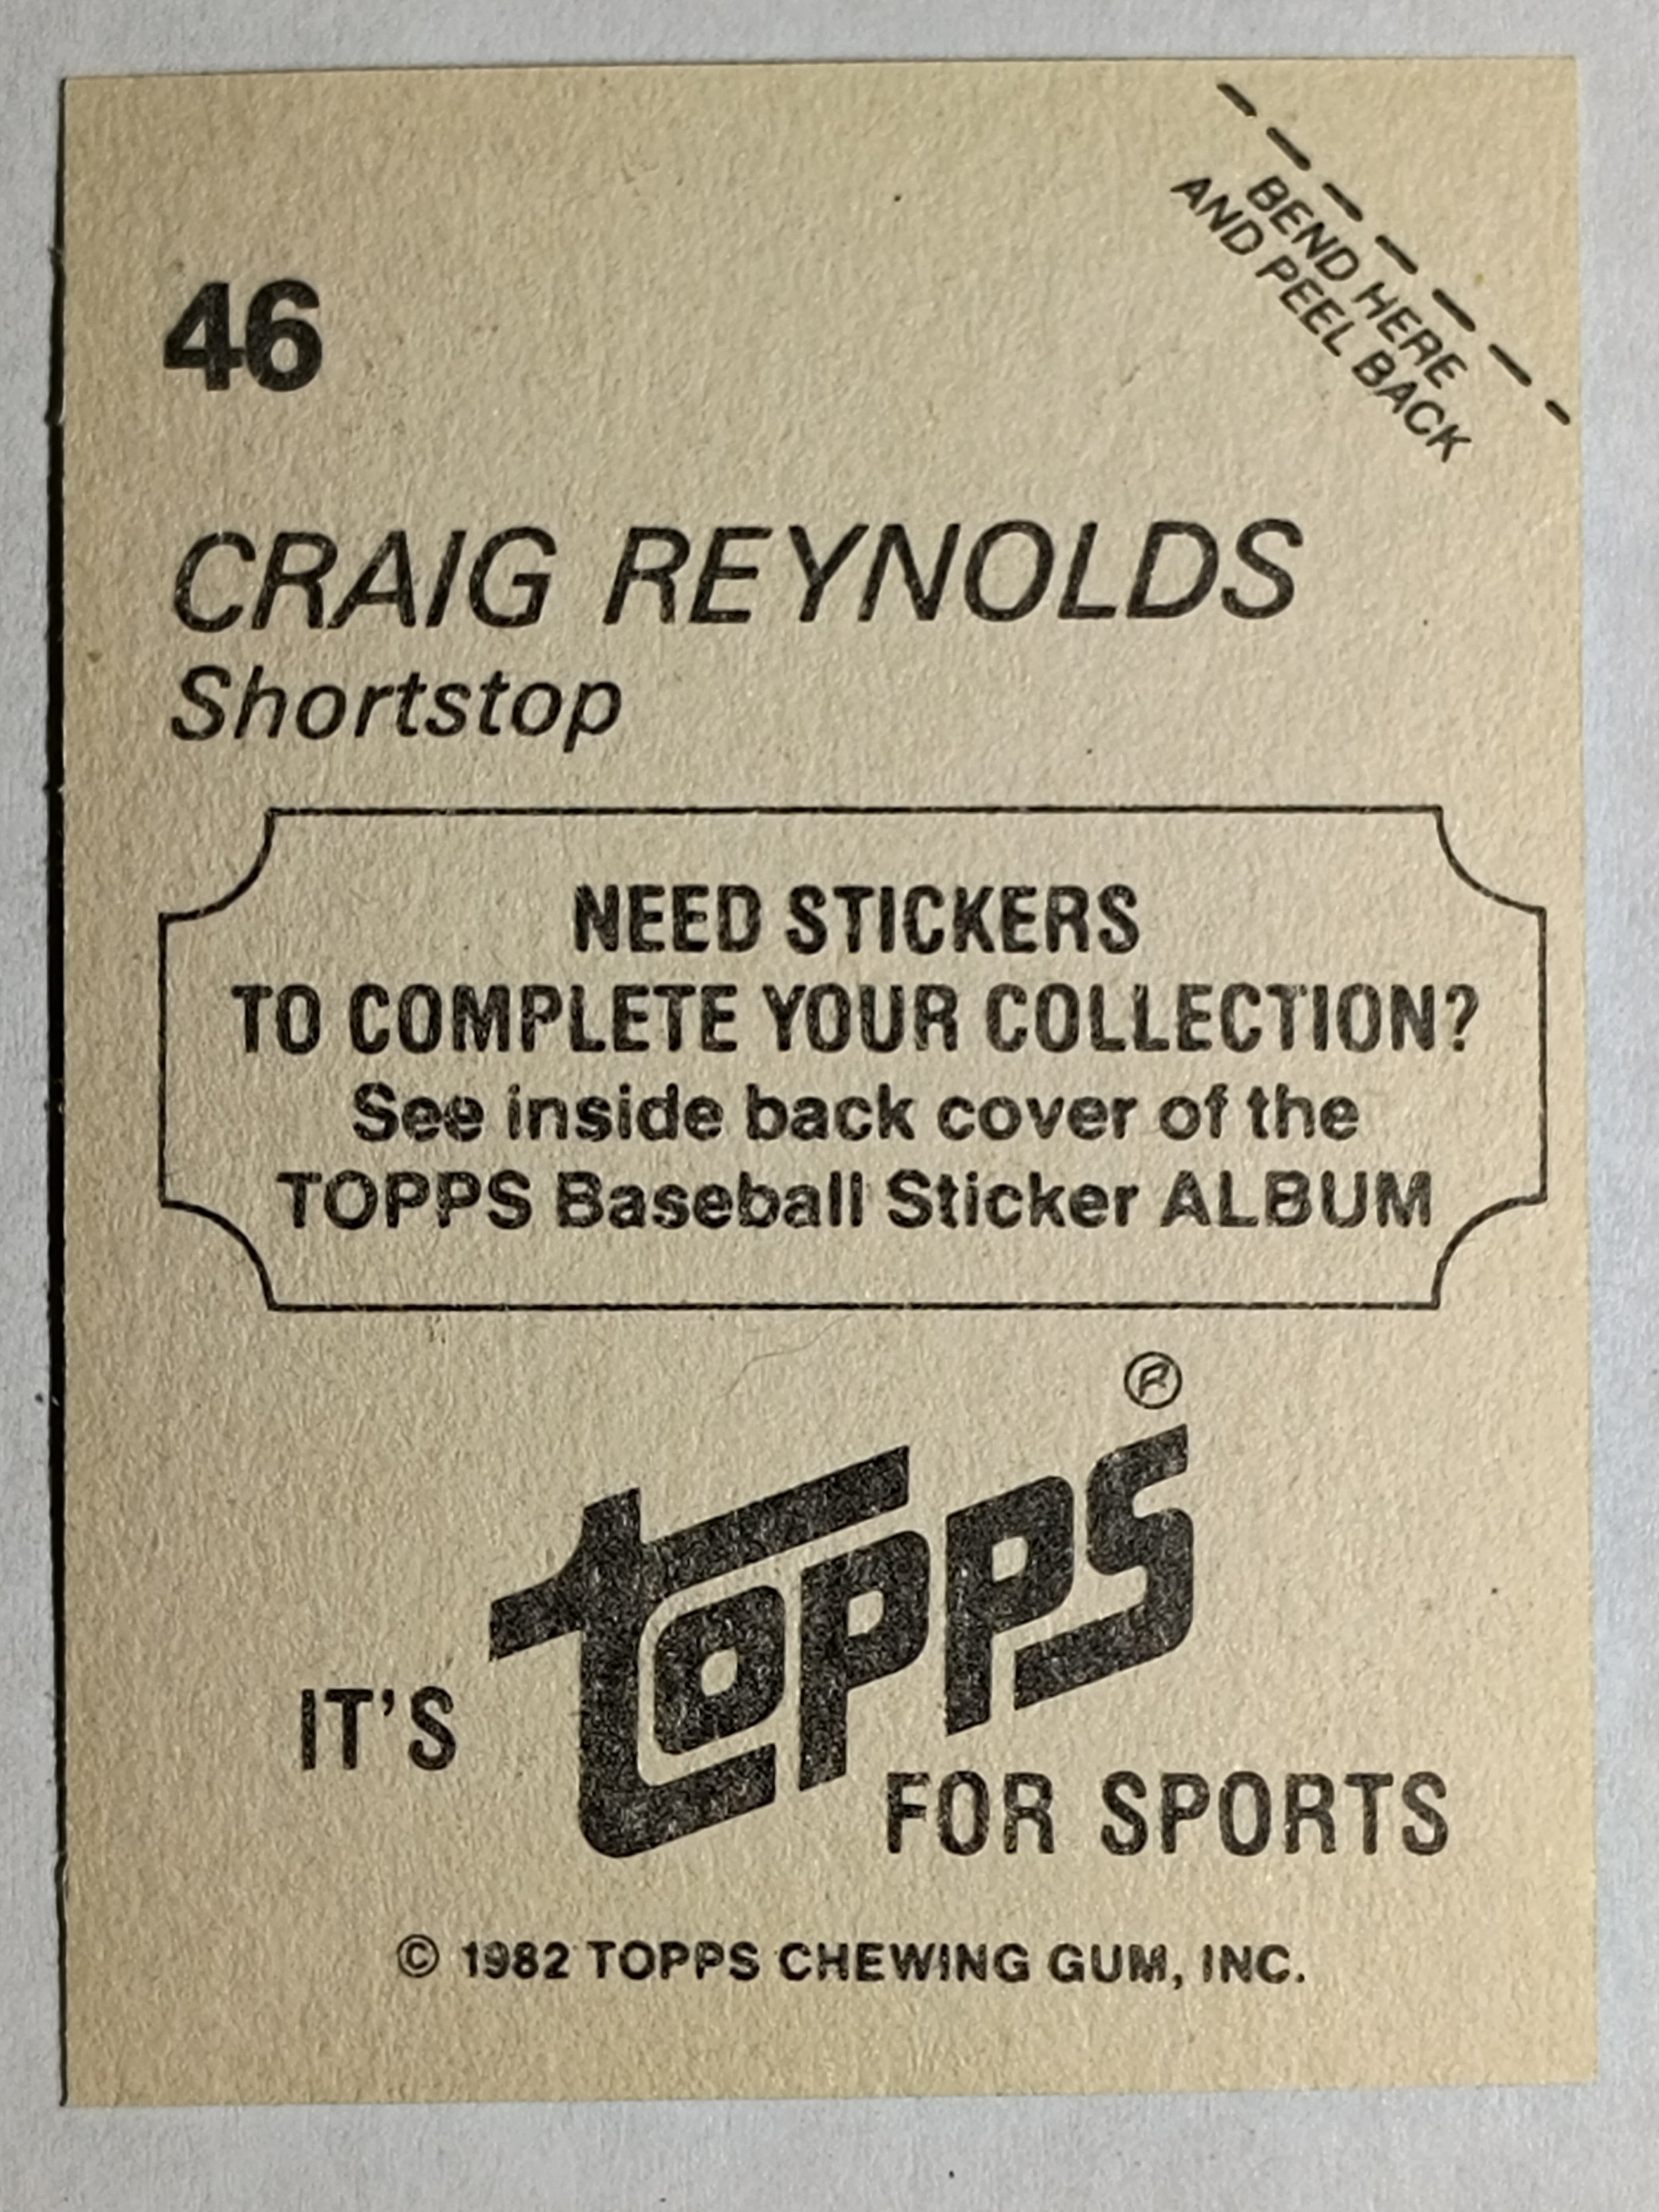 BEND HERE
AND PEEL BACK
46
CRAIG REYNOLDS
Shortstop
NEED STICKERS
TO COMPLETE YOUR COLLECTION?
See inside back cover of the
TOPPS Baseball Sticker ALBUM
IT'S topps® FOR SPORTS
© 1982 TOPPS CHEWING GUM, INC.